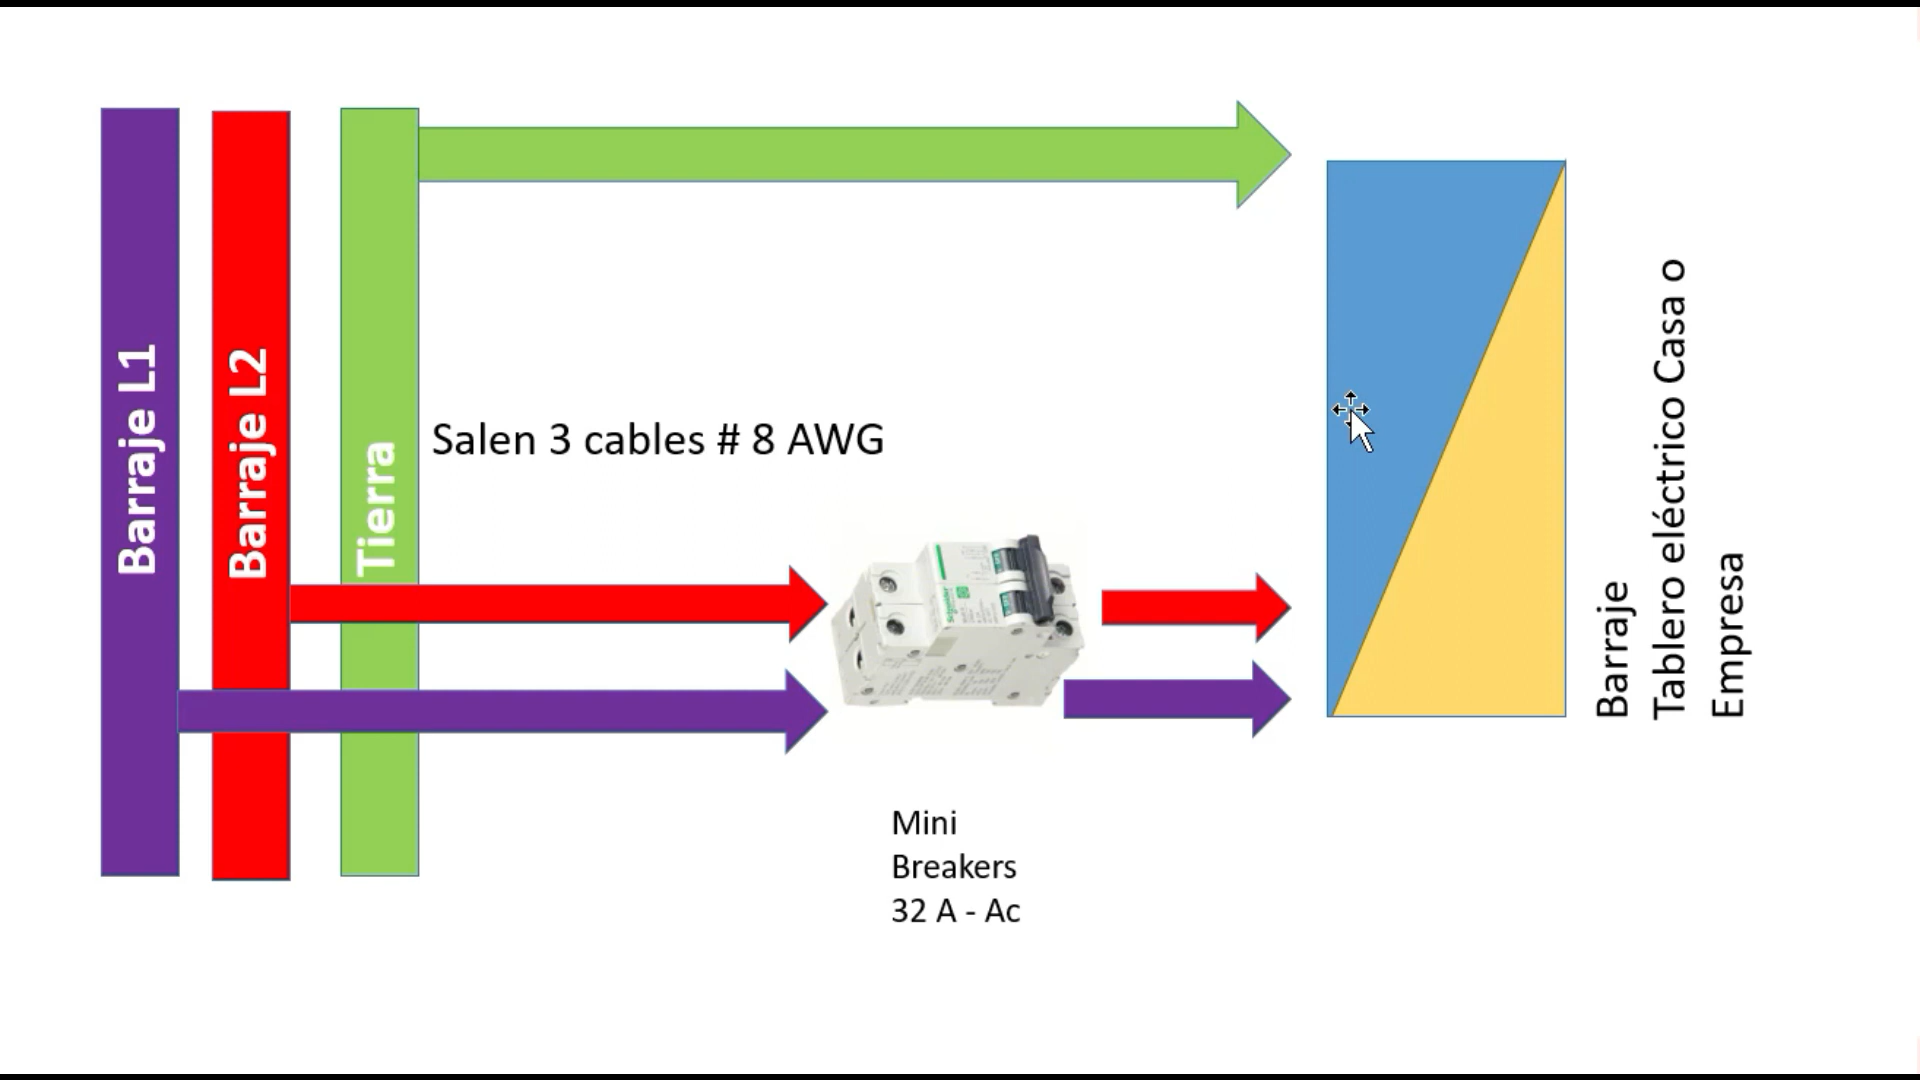 Barraje L1
Barraje L2
Tierra
Salen 3 cables # 8 AWG
Schneider
Mini
Breakers
32 A - Ac
Barraje
Tablero eléctrico Casa o
Empresa